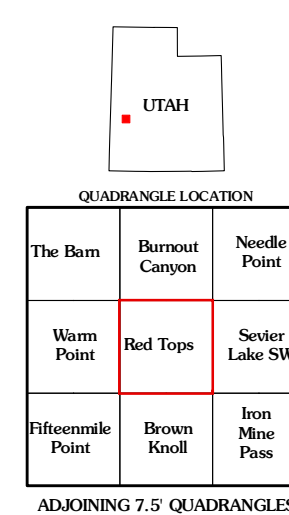 UTAH
QUADRANGLE LOCATION
The Barn
Burnout
Canyon
Needle
Point
Warm
Point
Red Tops
Sevier
Lake SW
Fifteenmile
Point
Brown
Knoll
Iron
Mine
Pass
ADJOINING 7.5' QUADRANGLES